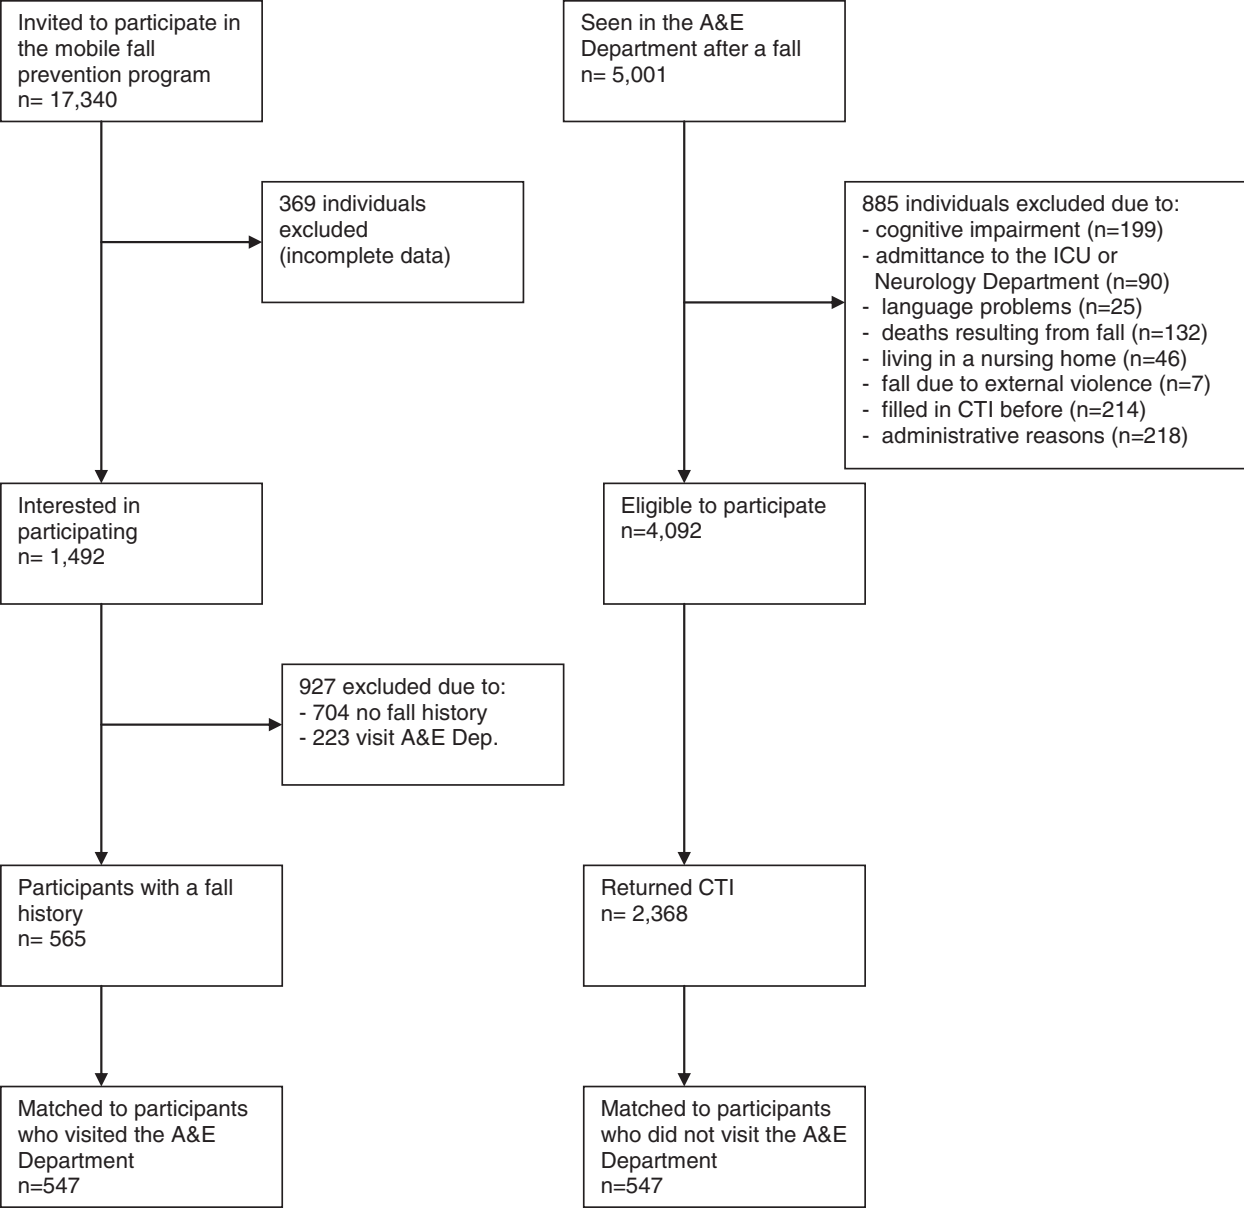 Invited to participate in
the mobile fall
prevention program
n= 17,340
Seen in the A&E
Department after a fall
n= 5,001
369 individuals
excluded
(incomplete data)
885 individuals excluded due to:
- cognitive impairment (n=199)
- admittance to the ICU or
Neurology Department (n=90)
- language problems (n=25)
- deaths resulting from fall (n=132)
- living in a nursing home (n=46)
- fall due to external violence (n=7)
- filled in CTI before (n=214)
- administrative reasons (n=218)
Interested in
participating
n= 1,492
Eligible to participate
n=4,092
927 excluded due to:
- 704 no fall history
- 223 visit A&E Dep.
Participants with a fall
history
n= 565
Returned CTI
n= 2,368
Matched to participants
who visited the A&E
Department
n=547
Matched to participants
who did not visit the A&E
Department
n=547